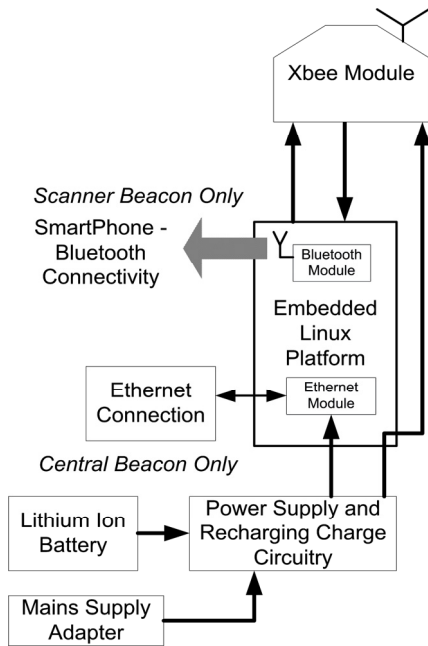 Xbee Module
Scanner Beacon Only
SmartPhone -
Bluetooth
Connectivity
Bluetooth
Module
Embedded
Linux
Platform
Ethernet
Connection
Ethernet
Module
Central Beacon Only
Lithium Ion
Battery
Power Supply and
Recharging Charge
Circuitry
Mains Supply
Adapter